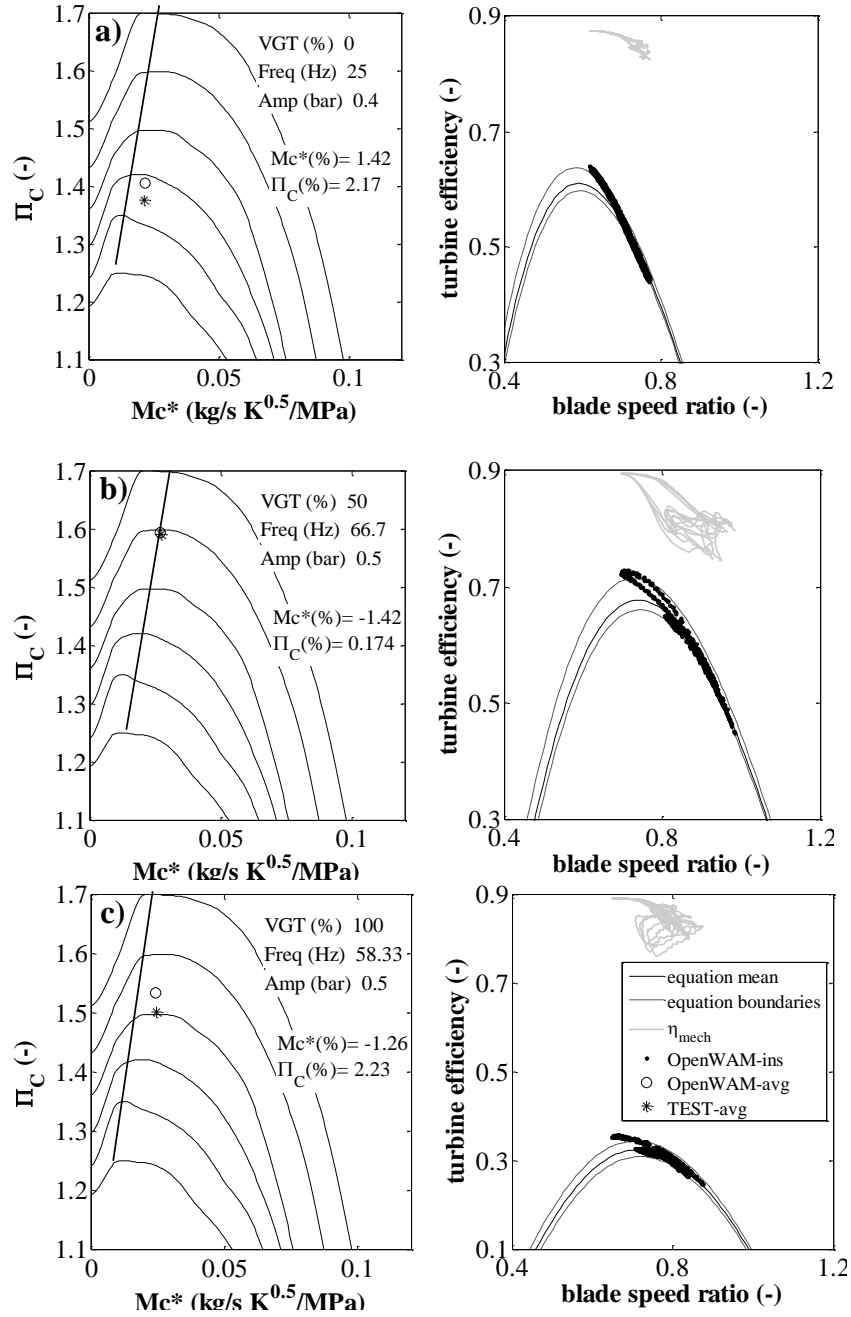 a)
VGT (%) 0
Freq (Hz) 25
Amp (bar) 0.4
Mc*(%)= 1.42
Π_C(%)= 2.17
1.7
1.6
1.5
1.4
1.3
1.2
1.1
Π_C (-)
0
0.05
0.1
Mc* (kg/s K^0.5/MPa)
0.9
0.7
0.5
0.3
turbine efficiency (-)
0.4
0.8
1.2
blade speed ratio (-)
b)
VGT (%) 50
Freq (Hz) 66.7
Amp (bar) 0.5
Mc*(%)= -1.42
Π_C(%)= 0.174
1.7
1.6
1.5
1.4
1.3
1.2
1.1
Π_C (-)
0
0.05
0.1
Mc* (kg/s K^0.5/MPa)
0.9
0.7
0.5
0.3
turbine efficiency (-)
0.4
0.8
1.2
blade speed ratio (-)
c)
VGT (%) 100
Freq (Hz) 58.33
Amp (bar) 0.5
Mc*(%)= -1.26
Π_C(%)= 2.23
1.7
1.6
1.5
1.4
1.3
1.2
1.1
Π_C (-)
0
0.05
0.1
Mc* (kg/s K^0.5/MPa)
0.9
0.7
0.5
0.3
0.1
turbine efficiency (-)
equation mean
equation boundaries
η_mech
OpenWAM-ins
OpenWAM-avg
TEST-avg
0.4
0.8
1.2
blade speed ratio (-)